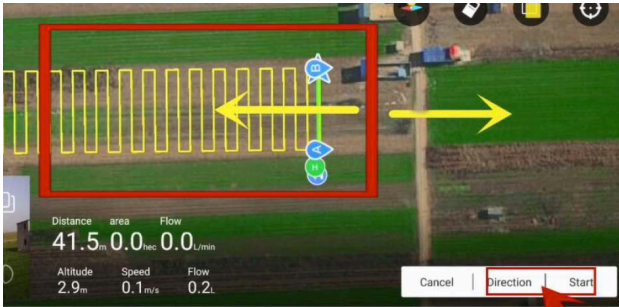 B
A
H
Distance area Flow
41.5m 0.0hec 0.0L/min
Altitude Speed Flow
2.9m 0.1m/s 0.2L
Cancel | Direction | Start